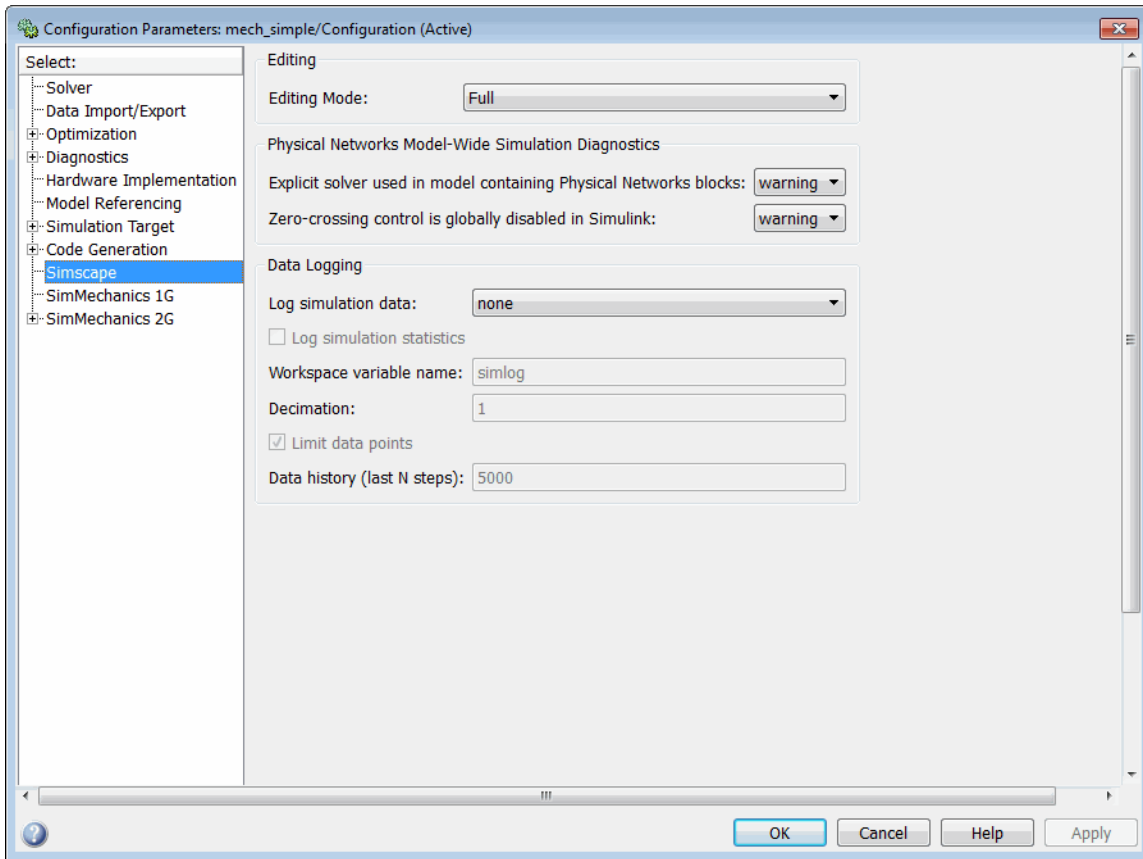 Configuration Parameters: mech_simple/Configuration (Active)
Select:
Solver
Data Import/Export
Optimization
Diagnostics
Hardware Implementation
Model Referencing
Simulation Target
Code Generation
Simscape
SimMechanics 1G
SimMechanics 2G
Editing
Editing Mode: Full
Physical Networks Model-Wide Simulation Diagnostics
Explicit solver used in model containing Physical Networks blocks: warning
Zero-crossing control is globally disabled in Simulink: warning
Data Logging
Log simulation data: none
Log simulation statistics
Workspace variable name: simlog
Decimation: 1
Limit data points
Data history (last N steps): 5000
OK Cancel Help Apply